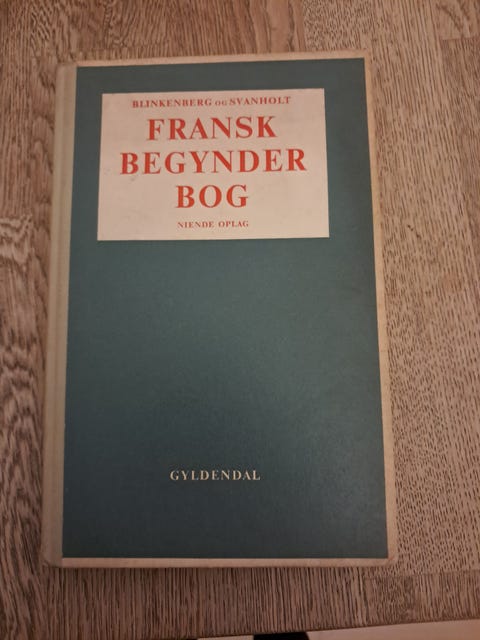 BLINKENBERG OG SVANHOLT
FRANSK
BEGYNDER
BOG
NIENDE OPLAG
GYLDENDAL